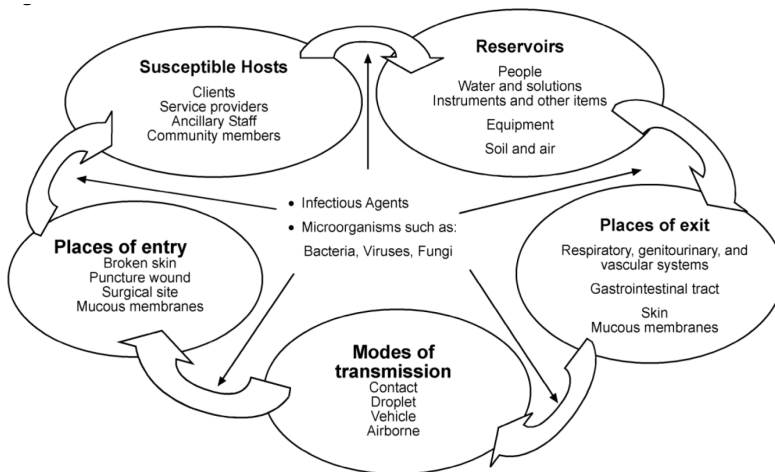 Susceptible Hosts
Clients
Service providers
Ancillary Staff
Community members
Reservoirs
People
Water and solutions
Instruments and other items
Equipment
Soil and air
• Infectious Agents
• Microorganisms such as:
Bacteria, Viruses, Fungi
Places of entry
Broken skin
Puncture wound
Surgical site
Mucous membranes
Places of exit
Respiratory, genitourinary, and
vascular systems
Gastrointestinal tract
Skin
Mucous membranes
Modes of
transmission
Contact
Droplet
Vehicle
Airborne